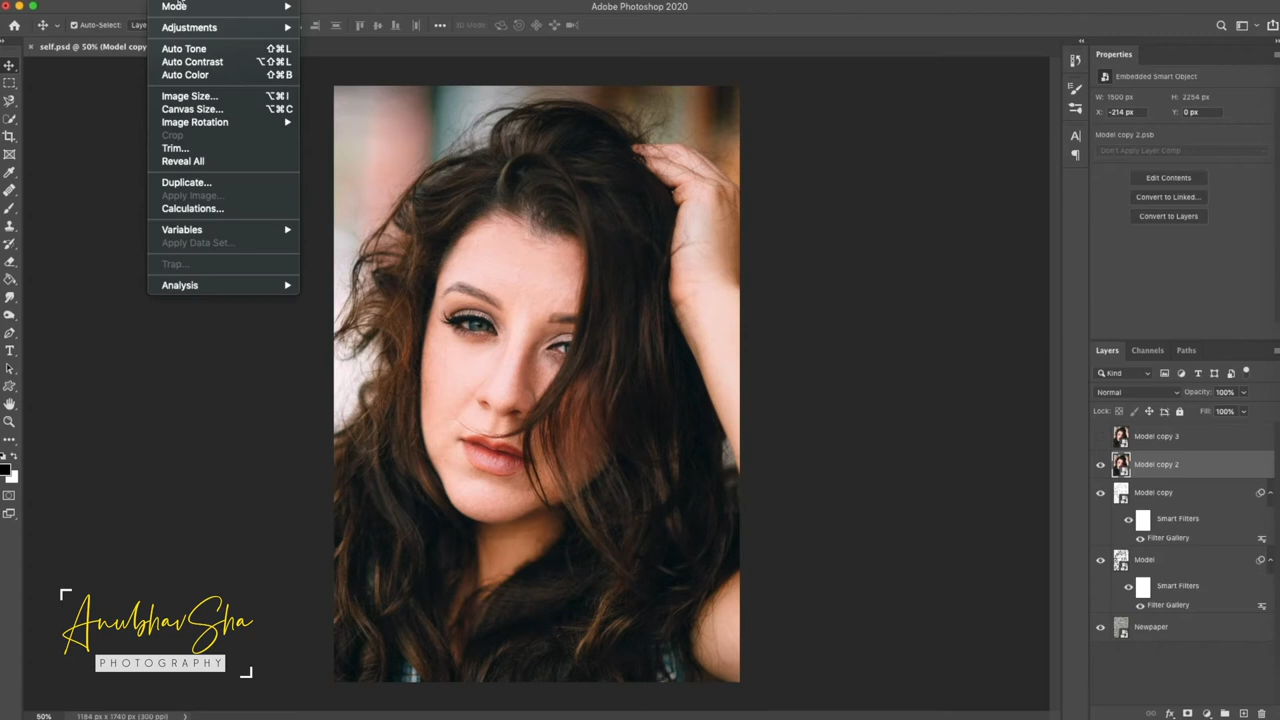 Adobe Photoshop 2020
Mode
Auto-Select:
3D Mode:
Adjustments
self.psd @ 50% (Model copy
Auto Tone ⇧⌘L
Auto Contrast ⌥⇧⌘L
Auto Color ⇧⌘B
Image Size... ⌥⌘I
Canvas Size... ⌥⌘C
Image Rotation
Crop
Trim...
Reveal All
Duplicate...
Apply Image...
Calculations...
Variables
Apply Data Set...
Trap...
Analysis
Properties
Embedded Smart Object
W: 1500 px H: 2254 px
X: -214 px Y: 0 px
Model copy 2.psb
Don't Apply Layer Comp
Edit Contents
Convert to Linked...
Convert to Layers
Layers Channels Paths
Kind
Normal Opacity: 100%
Lock: Fill: 100%
Model copy 3
Model copy 2
Model copy
Smart Filters
Filter Gallery
Model
Smart Filters
Filter Gallery
Newpaper
AnubhavSha
PHOTOGRAPHY
50% 1184 px x 1740 px (300 ppi)